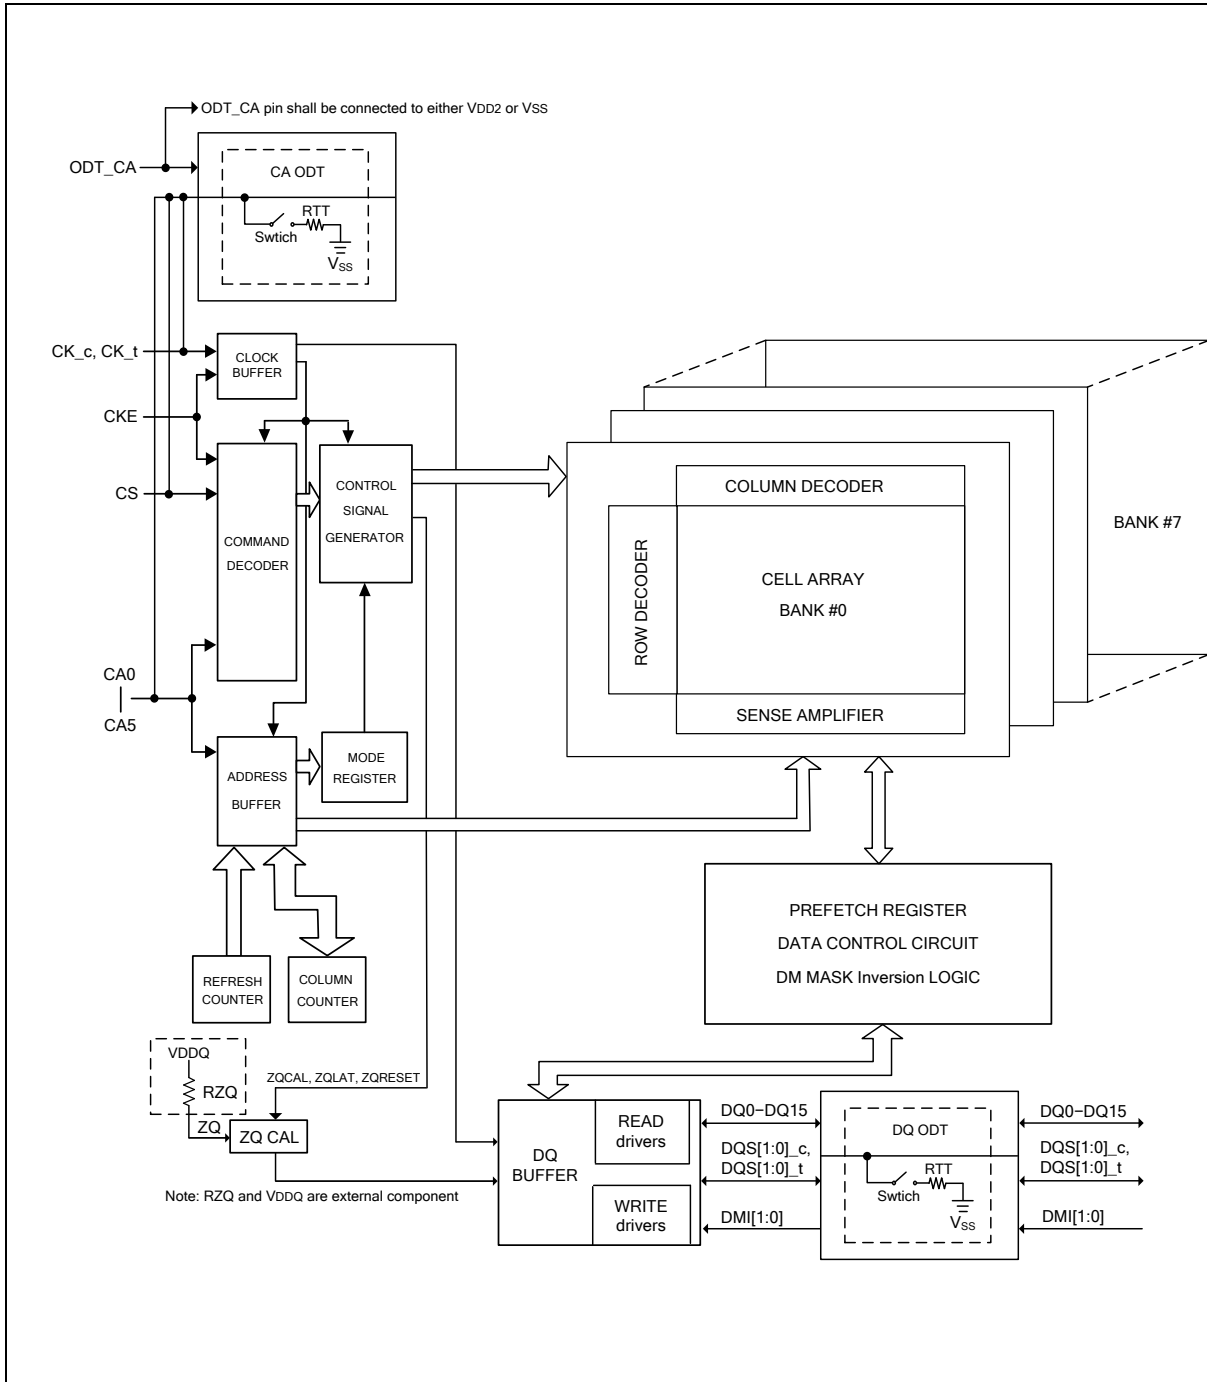 ODT_CA pin shall be connected to either VDD2 or VSS
ODT_CA
CA ODT
RTT
Swtich
VSS
CK_c, CK_t
CLOCK
BUFFER
CKE
CS
COMMAND
DECODER
CONTROL
SIGNAL
GENERATOR
COLUMN DECODER
ROW DECODER
CELL ARRAY
BANK #0
SENSE AMPLIFIER
BANK #7
CA0
CA5
ADDRESS
BUFFER
MODE
REGISTER
REFRESH
COUNTER
COLUMN
COUNTER
PREFETCH REGISTER
DATA CONTROL CIRCUIT
DM MASK Inversion LOGIC
VDDQ
RZQ
ZQ
ZQCAL, ZQLAT, ZQRESET
ZQ CAL
Note: RZQ and VDDQ are external component
DQ
BUFFER
READ
drivers
WRITE
drivers
DQ0−DQ15
DQS[1:0]_c,
DQS[1:0]_t
DMI[1:0]
DQ ODT
RTT
Swtich
VSS
DQ0−DQ15
DQS[1:0]_c,
DQS[1:0]_t
DMI[1:0]